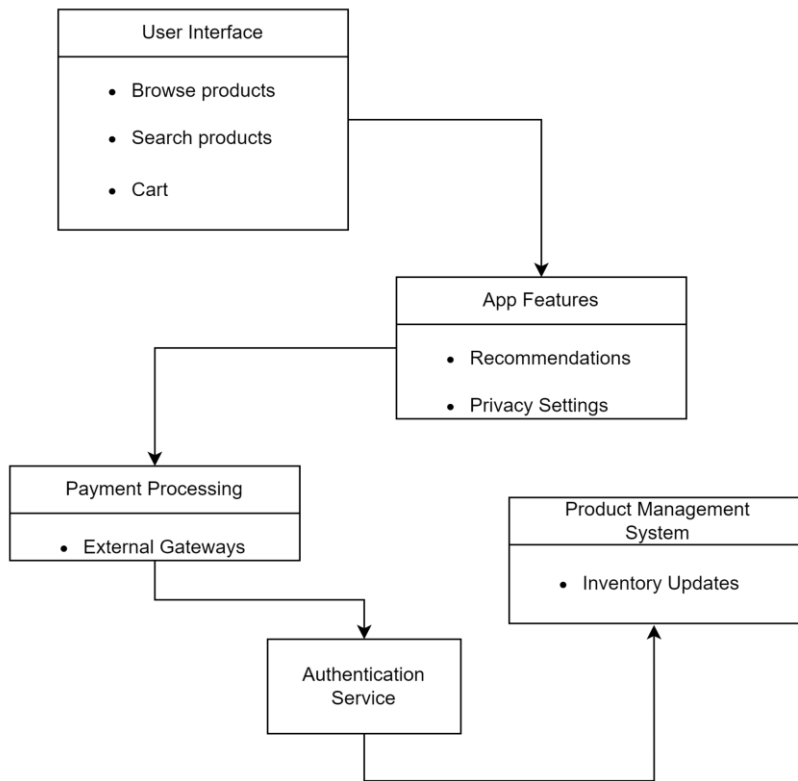 User Interface
• Browse products
• Search products
• Cart
App Features
• Recommendations
• Privacy Settings
Payment Processing
• External Gateways
Product Management
System
• Inventory Updates
Authentication
Service